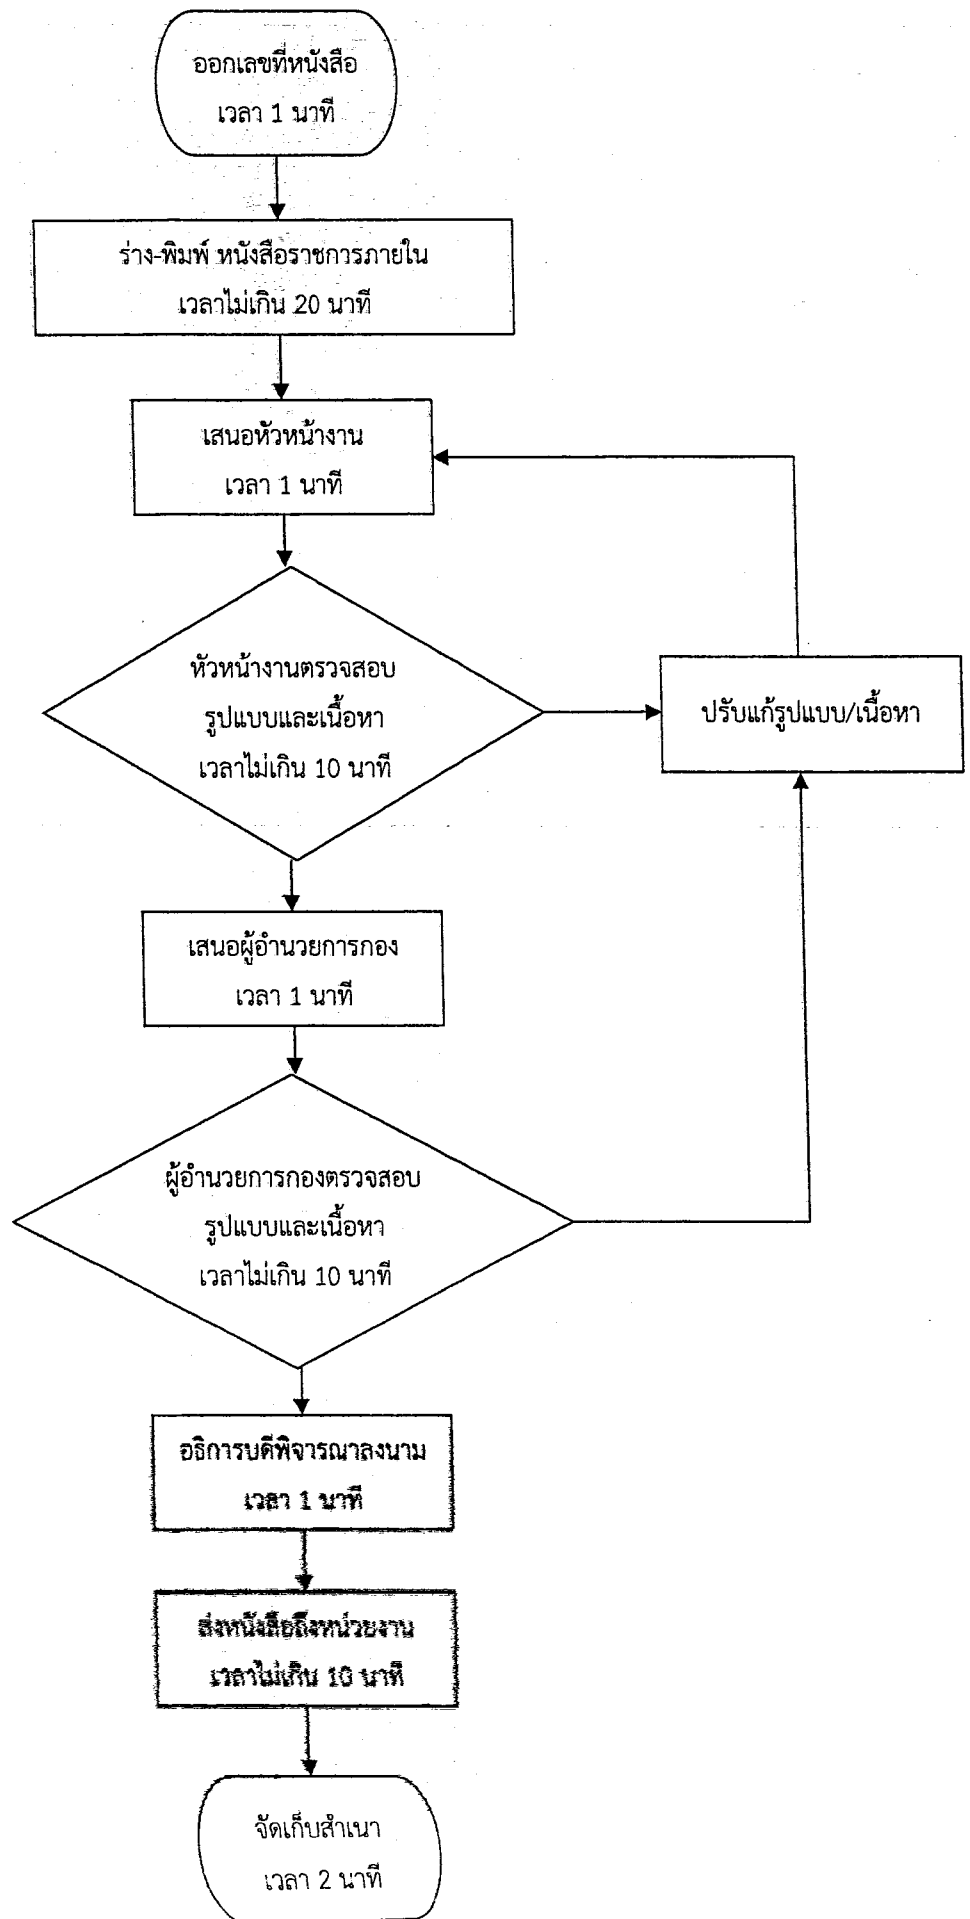 ออกเลขที่หนังสือ
เวลา 1 นาที
ร่าง-พิมพ์ หนังสือราชการภายใน
เวลาไม่เกิน 20 นาที
เสนอหัวหน้างาน
เวลา 1 นาที
หัวหน้างานตรวจสอบ
รูปแบบและเนื้อหา
เวลาไม่เกิน 10 นาที
ปรับแก้รูปแบบ/เนื้อหา
เสนอผู้อำนวยการกอง
เวลา 1 นาที
ผู้อำนวยการกองตรวจสอบ
รูปแบบและเนื้อหา
เวลาไม่เกิน 10 นาที
อธิการบดีพิจารณาลงนาม
เวลา 1 นาที
ส่งหนังสือถึงหน่วยงาน
เวลาไม่เกิน 10 นาที
จัดเก็บสำเนา
เวลา 2 นาที